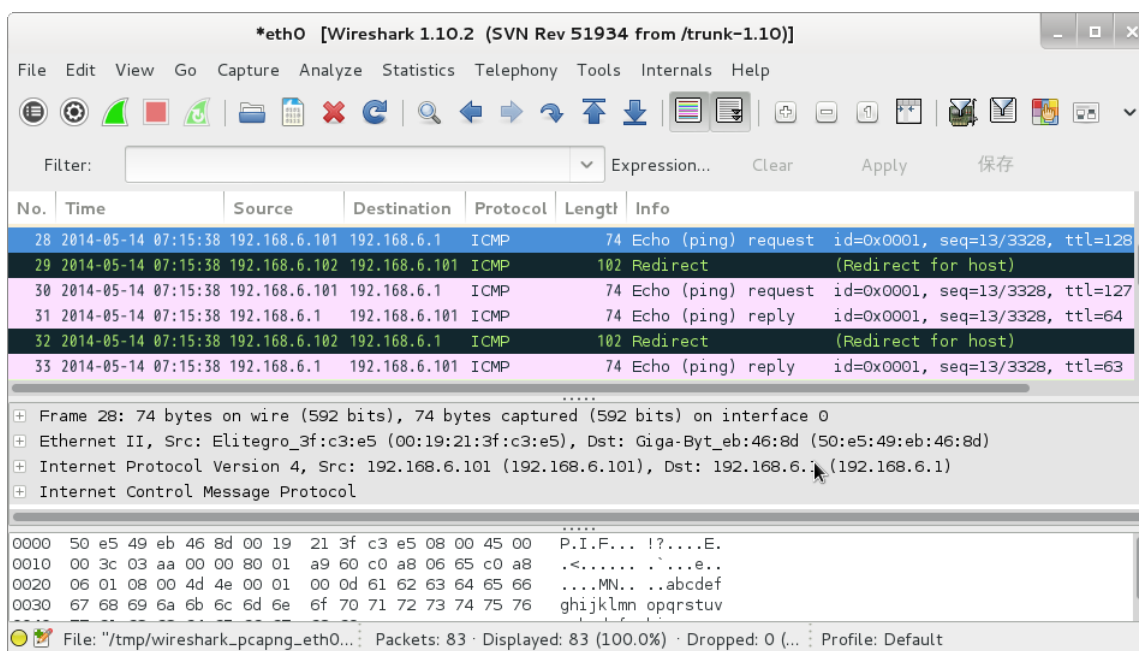 *eth0 [Wireshark 1.10.2 (SVN Rev 51934 from /trunk-1.10)]
File Edit View Go Capture Analyze Statistics Telephony Tools Internals Help
Filter: Expression... Clear Apply 保存
No. Time Source Destination Protocol Lengt Info
28 2014-05-14 07:15:38 192.168.6.101 192.168.6.1 ICMP 74 Echo (ping) request id=0x0001, seq=13/3328, ttl=128
29 2014-05-14 07:15:38 192.168.6.102 192.168.6.101 ICMP 102 Redirect (Redirect for host)
30 2014-05-14 07:15:38 192.168.6.101 192.168.6.1 ICMP 74 Echo (ping) request id=0x0001, seq=13/3328, ttl=127
31 2014-05-14 07:15:38 192.168.6.1 192.168.6.101 ICMP 74 Echo (ping) reply id=0x0001, seq=13/3328, ttl=64
32 2014-05-14 07:15:38 192.168.6.102 192.168.6.1 ICMP 102 Redirect (Redirect for host)
33 2014-05-14 07:15:38 192.168.6.1 192.168.6.101 ICMP 74 Echo (ping) reply id=0x0001, seq=13/3328, ttl=63
Frame 28: 74 bytes on wire (592 bits), 74 bytes captured (592 bits) on interface 0
Ethernet II, Src: Elitegro_3f:c3:e5 (00:19:21:3f:c3:e5), Dst: Giga-Byt_eb:46:8d (50:e5:49:eb:46:8d)
Internet Protocol Version 4, Src: 192.168.6.101 (192.168.6.101), Dst: 192.168.6.1 (192.168.6.1)
Internet Control Message Protocol
0000 50 e5 49 eb 46 8d 00 19 21 3f c3 e5 08 00 45 00 P.I.F... !?....E.
0010 00 3c 03 aa 00 00 80 01 a9 60 c0 a8 06 65 c0 a8 .<...... .`...e..
0020 06 01 08 00 4d 4e 00 01 00 0d 61 62 63 64 65 66 ....MN.. ..abcdef
0030 67 68 69 6a 6b 6c 6d 6e 6f 70 71 72 73 74 75 76 ghijklmn opqrstuv
File: "/tmp/wireshark_pcapng_eth0... Packets: 83 · Displayed: 83 (100.0%) · Dropped: 0 (... Profile: Default